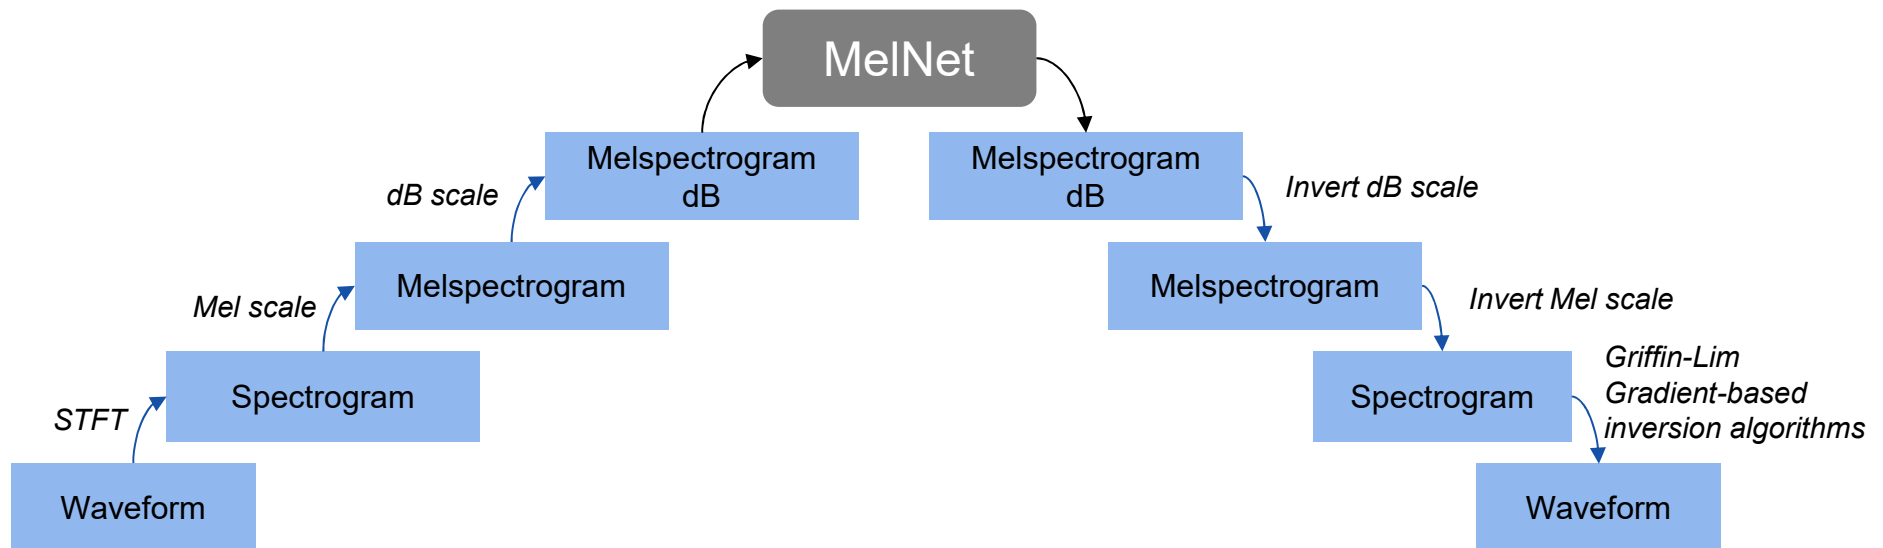 MelNet
Melspectrogram
dB
Melspectrogram
dB
dB scale
Invert dB scale
Melspectrogram
Melspectrogram
Mel scale
Invert Mel scale
Spectrogram
Spectrogram
Griffin-Lim
Gradient-based
inversion algorithms
STFT
Waveform
Waveform